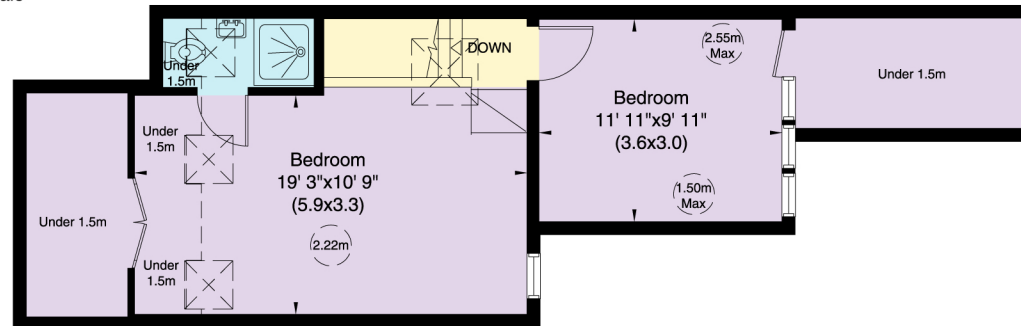 Under
1.5m
DOWN
2.55m
Max
Under 1.5m
Bedroom
11' 11"x9' 11"
(3.6x3.0)
Under
1.5m
Bedroom
19' 3"x10' 9"
(5.9x3.3)
1.50m
Max
Under 1.5m
2.22m
Under
1.5m